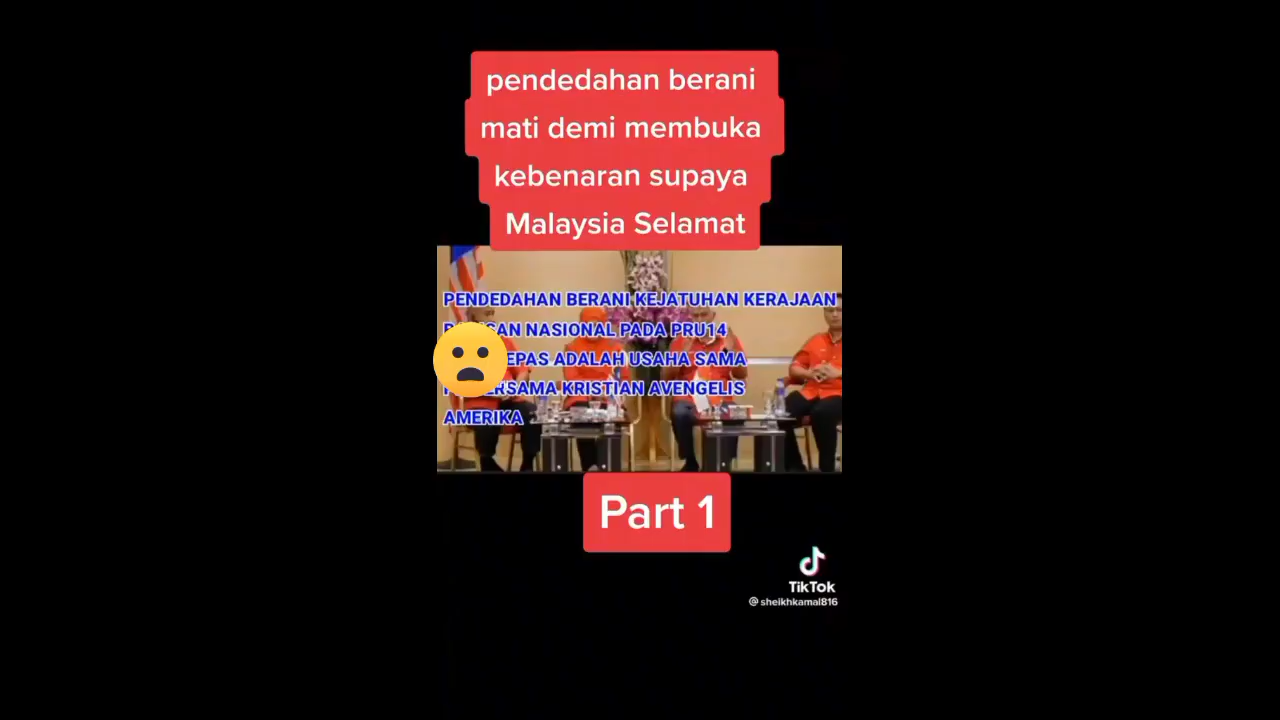 pendedahan berani
mati demi membuka
kebenaran supaya
Malaysia Selamat
PENDEDAHAN BERANI KEJATUHAN KERAJAAN
NASIONAL PADA PRU14
ADALAH USAHA SAMA
KRISTIAN AVENGELIS
AMERIKA
Part 1
TikTok
@sheikhkamal816